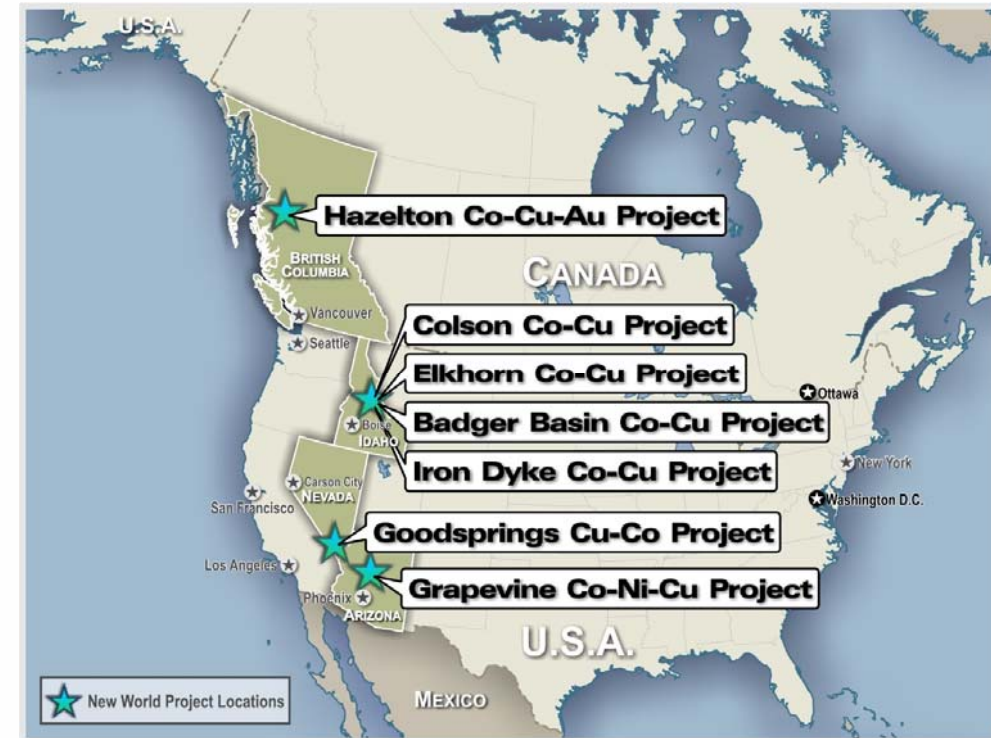 U.S.A.
Hazelton Co-Cu-Au Project
BRITISH
COLUMBIA
CANADA
Vancouver
Colson Co-Cu Project
Seattle
Elkhorn Co-Cu Project
Ottawa
Badger Basin Co-Cu Project
Boise
IDAHO
Iron Dyke Co-Cu Project
New York
Carson City
NEVADA
Washington D.C.
San Francisco
Goodsprings Cu-Co Project
Los Angeles
Grapevine Co-Ni-Cu Project
Phoenix
ARIZONA
U.S.A.
MEXICO
New World Project Locations